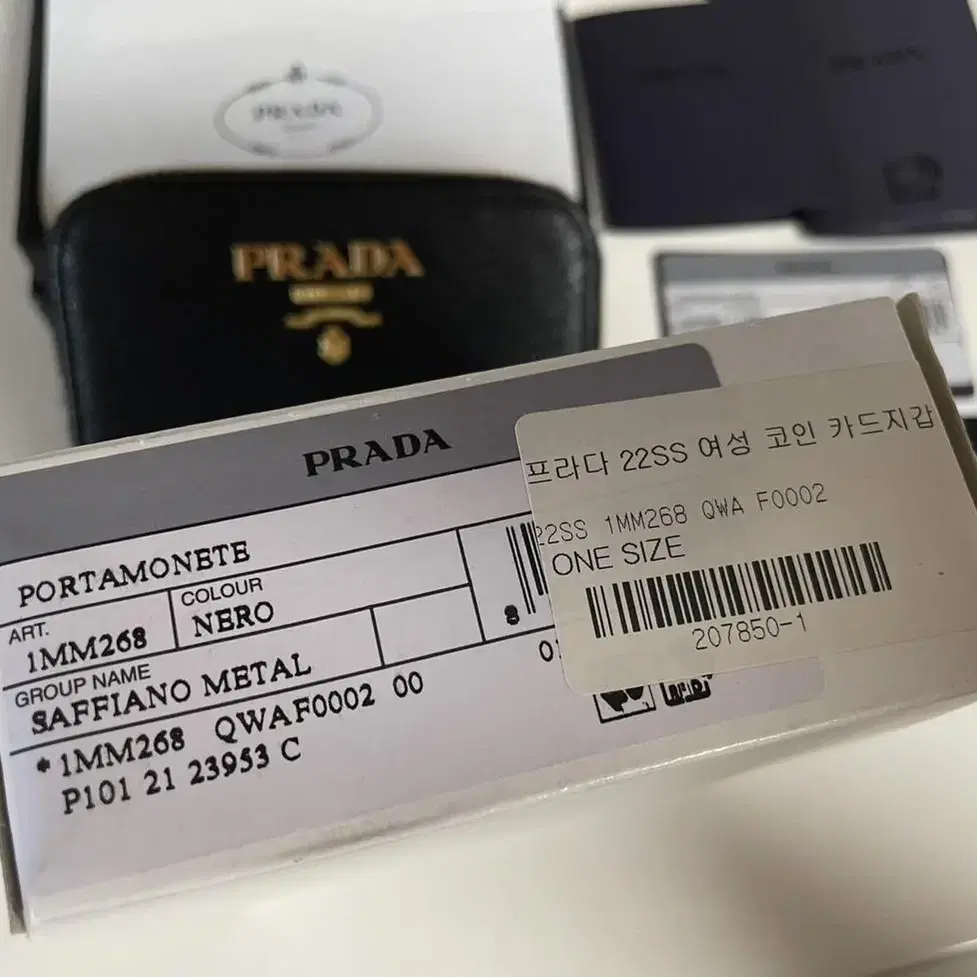 PRADA
PRADA
PRADA
PORTAMONETE
ART.
1MM268
COLOUR
NERO
GROUP NAME
SAFFIANO METAL
*1MM268 QWAF0002 00
P101 21 23953 C
8
01
프라다 22SS 여성 코인 카드지갑
22SS 1MM268 QWA F0002
ONE SIZE
207850-1